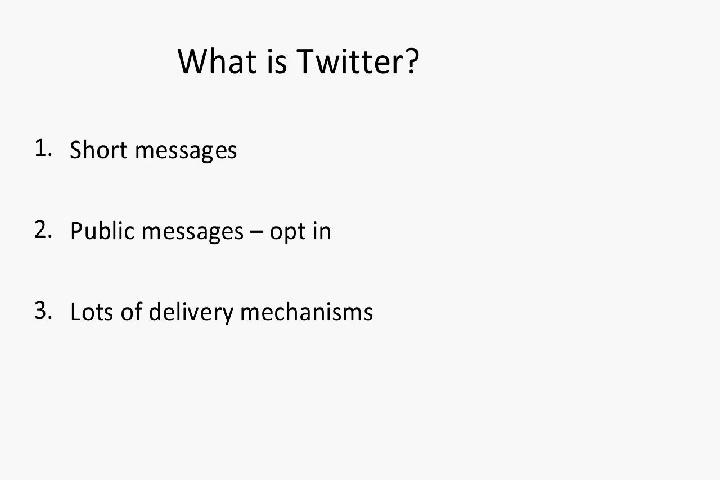 What is Twitter?
1. Short messages
2. Public messages – opt in
3. Lots of delivery mechanisms